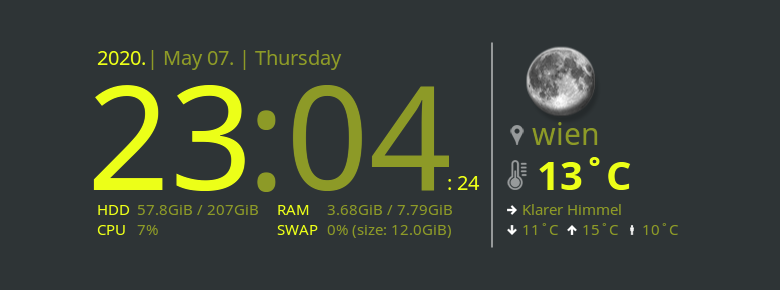 2020.| May 07. | Thursday
23:04 : 24
HDD 57.8GiB / 207GiB RAM 3.68GiB / 7.79GiB
CPU 7% SWAP 0% (size: 12.0GiB)
wien
13°C
Klarer Himmel
11°C 15°C 10°C